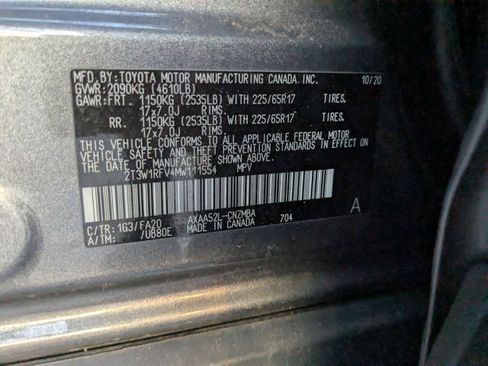 MFD.BY:TOYOTA MOTOR MANUFACTURING CANADA.INC. 10/20
GVWR:2090KG (4610LB)
GAWR:FRT. 1150KG (2535LB) WITH 225/65R17 TIRES,
17x7.0J RIMS,
RR. 1150KG (2535LB) WITH 225/65R17 TIRES,
17x7.0J RIMS,
THIS VEHICLE CONFORMS TO ALL APPLICABLE FEDERAL MOTOR
VEHICLE SAFETY AND THEFT PREVENTION STANDARDS IN EFFECT ON
THE DATE OF MANUFACTURE SHOWN ABOVE.
2T3W1RFV4MW111554 MPV
C/TR:1G3/FA20 AXAA52L-CNZMBA 704 A
A/TM: /UB80E MADE IN CANADA